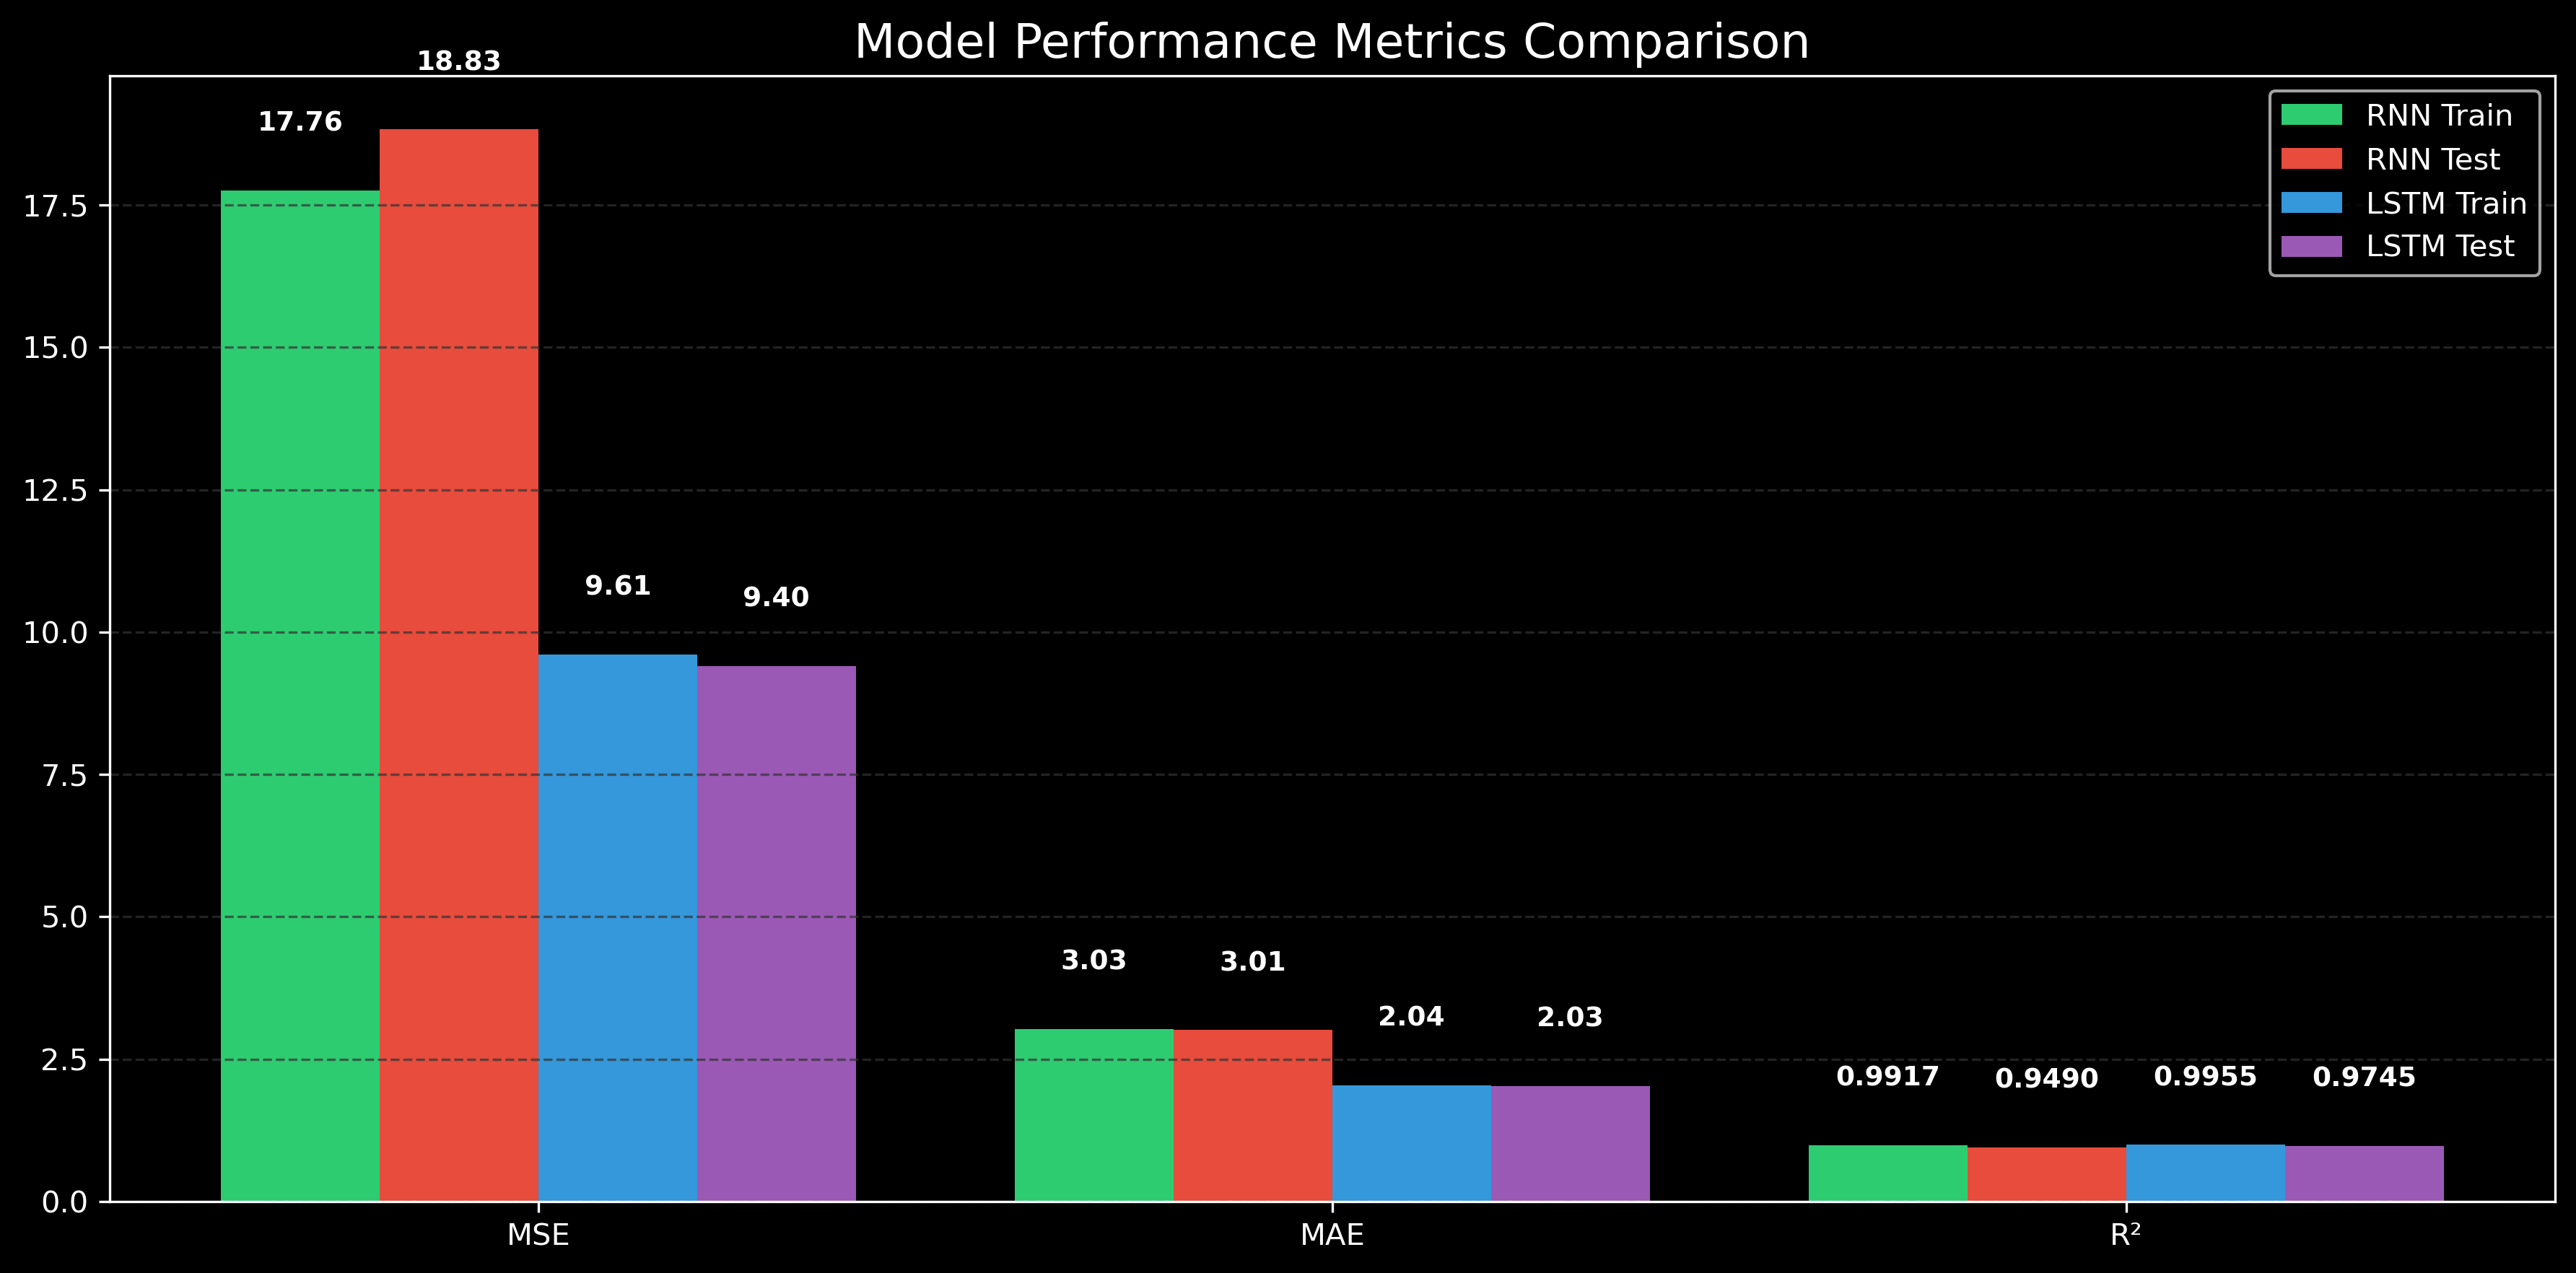 Model Performance Metrics Comparison
18.83
17.76
RNN Train
RNN Test
LSTM Train
LSTM Test
17.5
15.0
12.5
10.0
7.5
5.0
2.5
0.0
9.61
9.40
3.03
3.01
2.04
2.03
0.9917
0.9490
0.9955
0.9745
MSE
MAE
R²